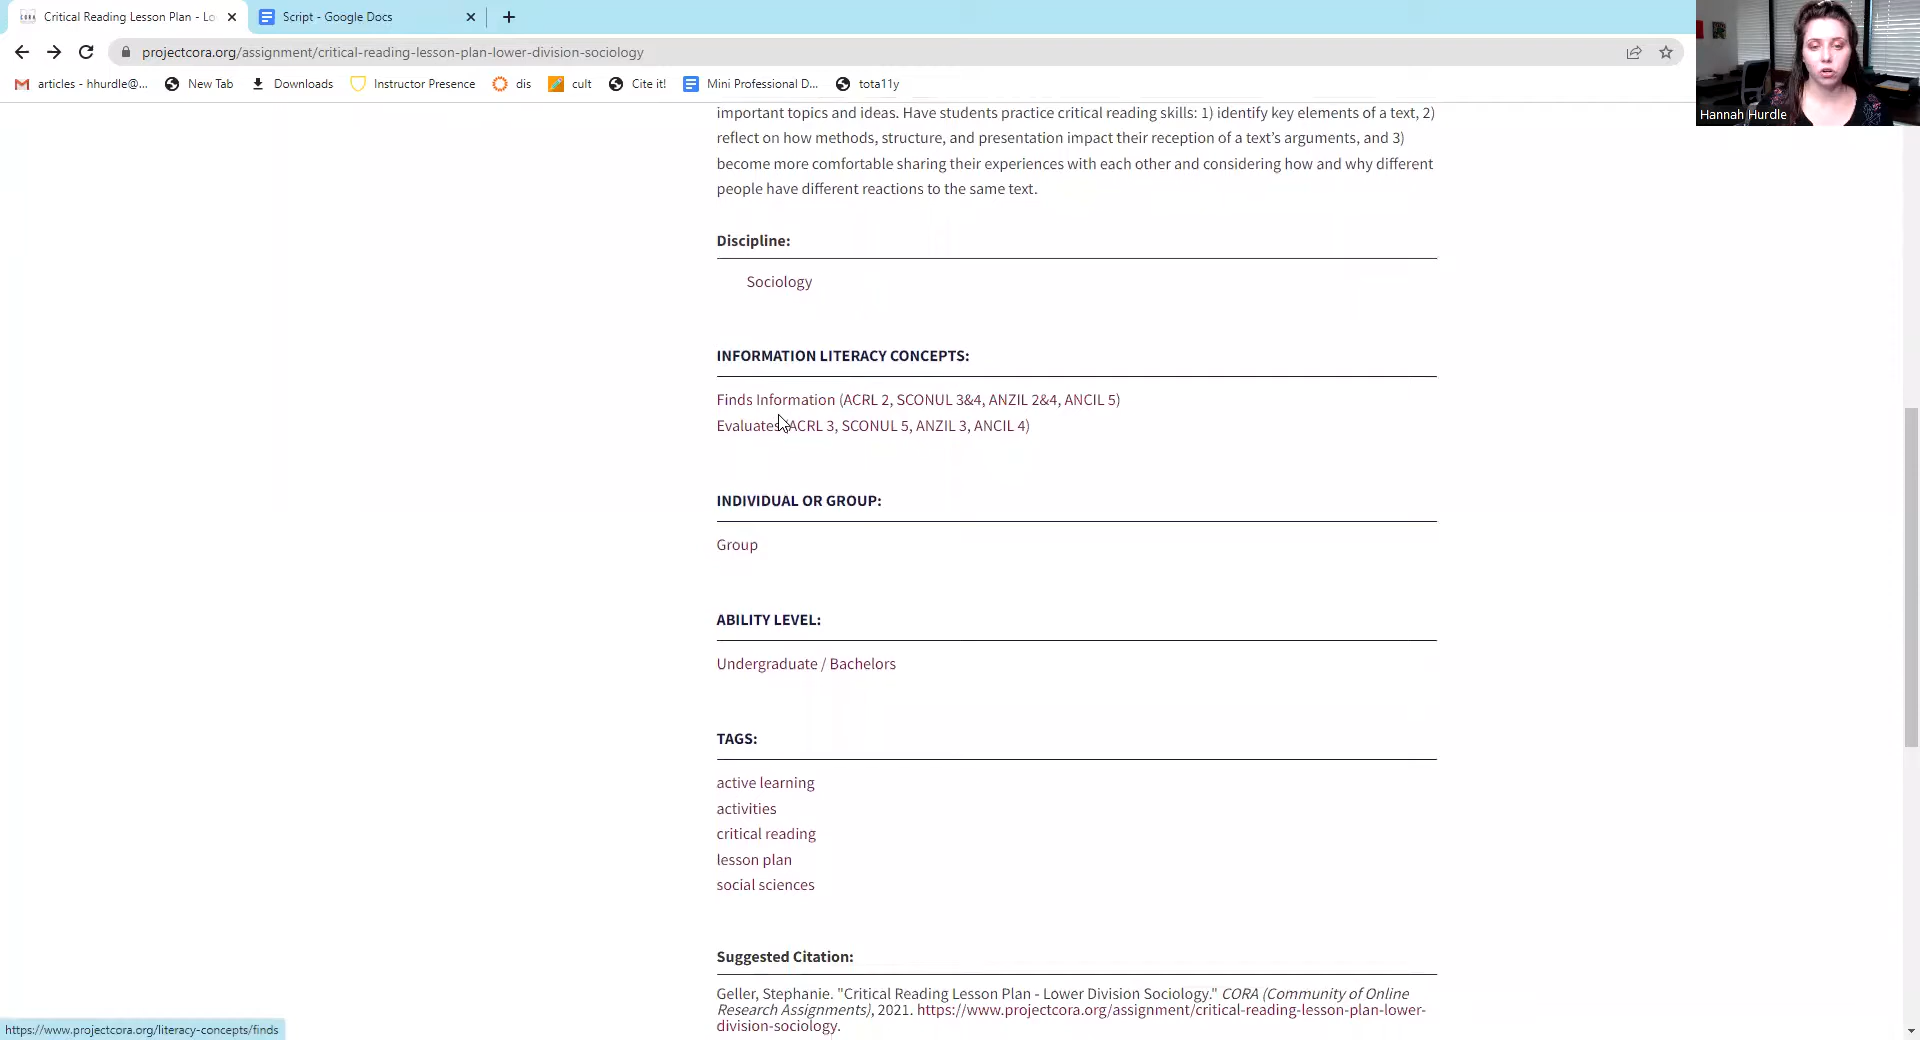 Critical Reading Lesson Plan - Lo
Script - Google Docs
projectcora.org/assignment/critical-reading-lesson-plan-lower-division-sociology
articles - hhurdle@...
New Tab
Downloads
Instructor Presence
dis
cult
Cite it!
Mini Professional D...
tota11y
Hannah Hurdle
important topics and ideas. Have students practice critical reading skills: 1) identify key elements of a text, 2)
reflect on how methods, structure, and presentation impact their reception of a text’s arguments, and 3)
become more comfortable sharing their experiences with each other and considering how and why different
people have different reactions to the same text.
Discipline:
Sociology
INFORMATION LITERACY CONCEPTS:
Finds Information (ACRL 2, SCONUL 3&4, ANZIL 2&4, ANCIL 5)
Evaluates (ACRL 3, SCONUL 5, ANZIL 3, ANCIL 4)
INDIVIDUAL OR GROUP:
Group
ABILITY LEVEL:
Undergraduate / Bachelors
TAGS:
active learning
activities
critical reading
lesson plan
social sciences
Suggested Citation:
Geller, Stephanie. "Critical Reading Lesson Plan - Lower Division Sociology." CORA (Community of Online
Research Assignments), 2021. https://www.projectcora.org/assignment/critical-reading-lesson-plan-lower-
division-sociology.
https://www.projectcora.org/literacy-concepts/finds